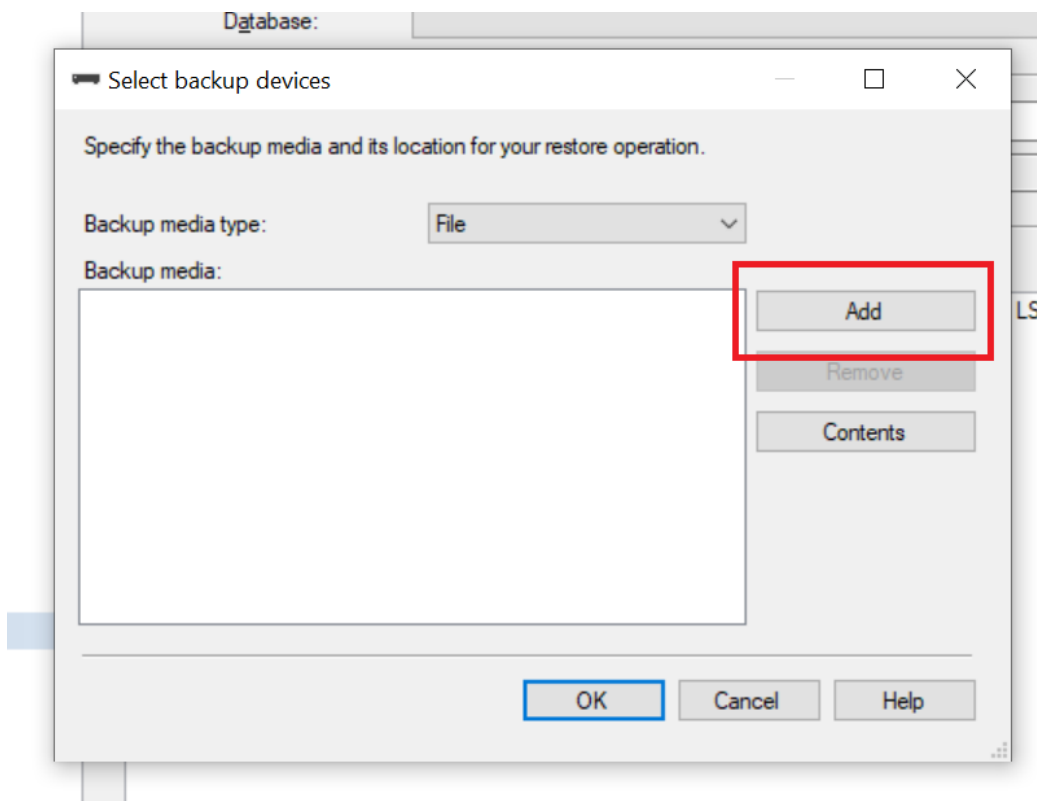 Database:
Select backup devices
Specify the backup media and its location for your restore operation.
Backup media type:
File
Backup media:
Add
LS
Remove
Contents
OK
Cancel
Help